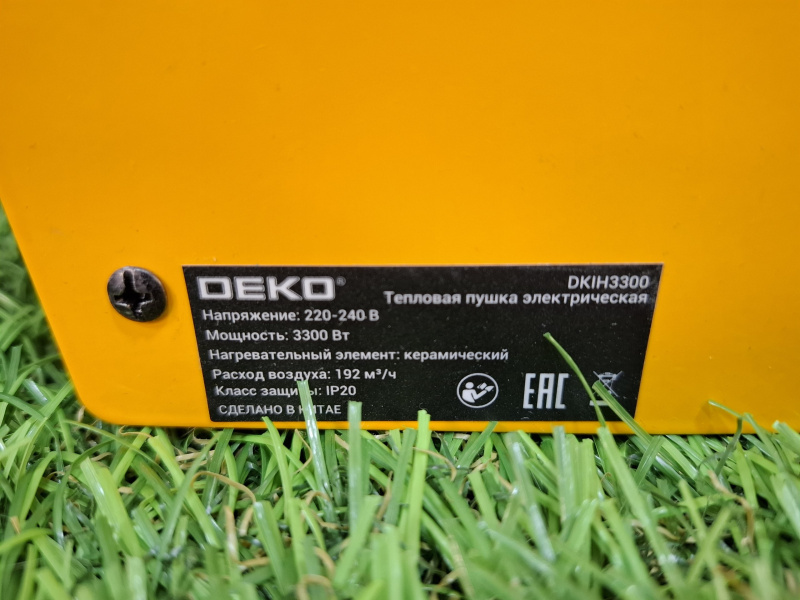 DEKO®
DKIH3300
Тепловая пушка электрическая
Напряжение: 220-240 В
Мощность: 3300 Вт
Нагревательный элемент: керамический
Расход воздуха: 192 м³/ч
Класс защиты: IP20
СДЕЛАНО В КИТАЕ
EAC